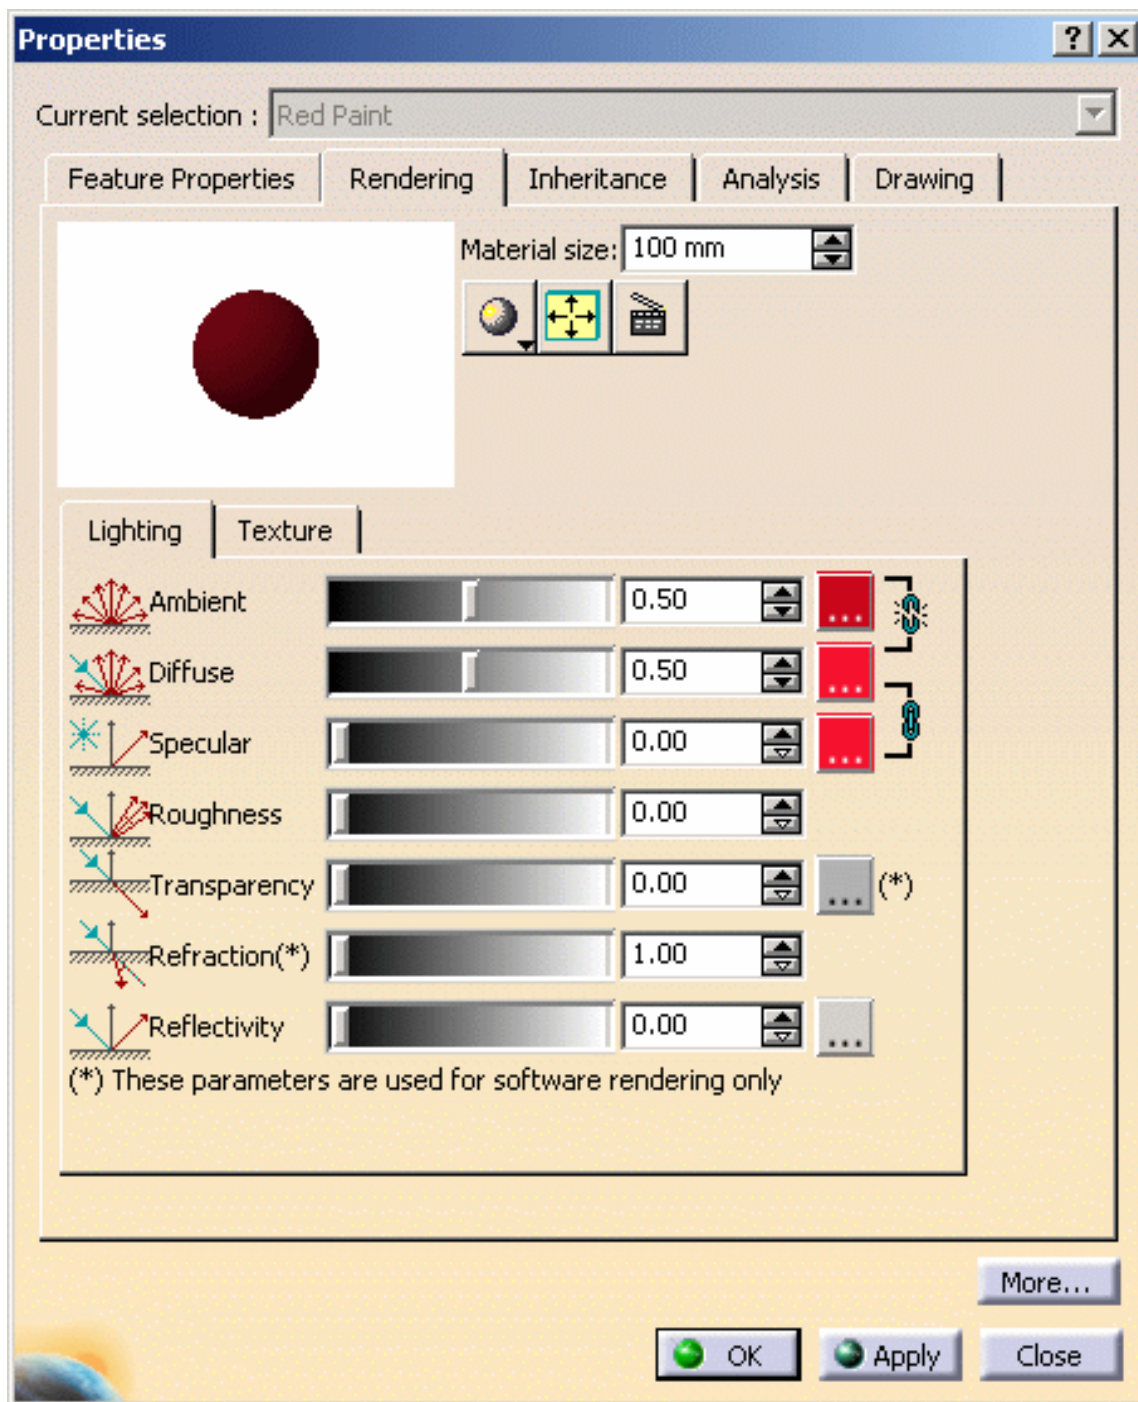 Properties
Current selection : Red Paint
Feature Properties Rendering Inheritance Analysis Drawing
Material size: 100 mm
Lighting Texture
Ambient 0.50 ...
Diffuse 0.50 ...
Specular 0.00 ...
Roughness 0.00
Transparency 0.00 ... (*)
Refraction(*) 1.00
Reflectivity 0.00 ...
(*) These parameters are used for software rendering only
More...
OK Apply Close